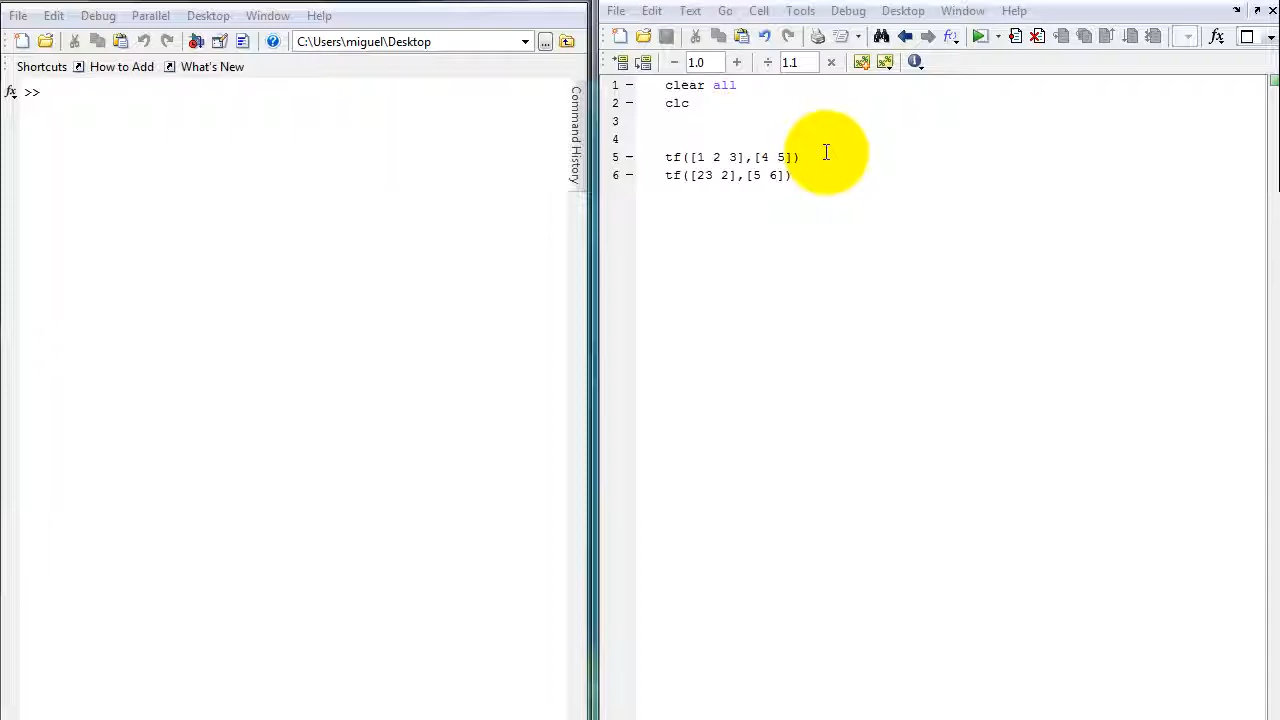 File Edit Debug Parallel Desktop Window Help
C:\Users\miguel\Desktop
Shortcuts How to Add What's New
fx >>
Command History
File Edit Text Go Cell Tools Debug Desktop Window Help
fx
− 1.0 + ÷ 1.1 ×
1 – clear all
2 – clc
3
4
5 – tf([1 2 3],[4 5])
6 – tf([23 2],[5 6])